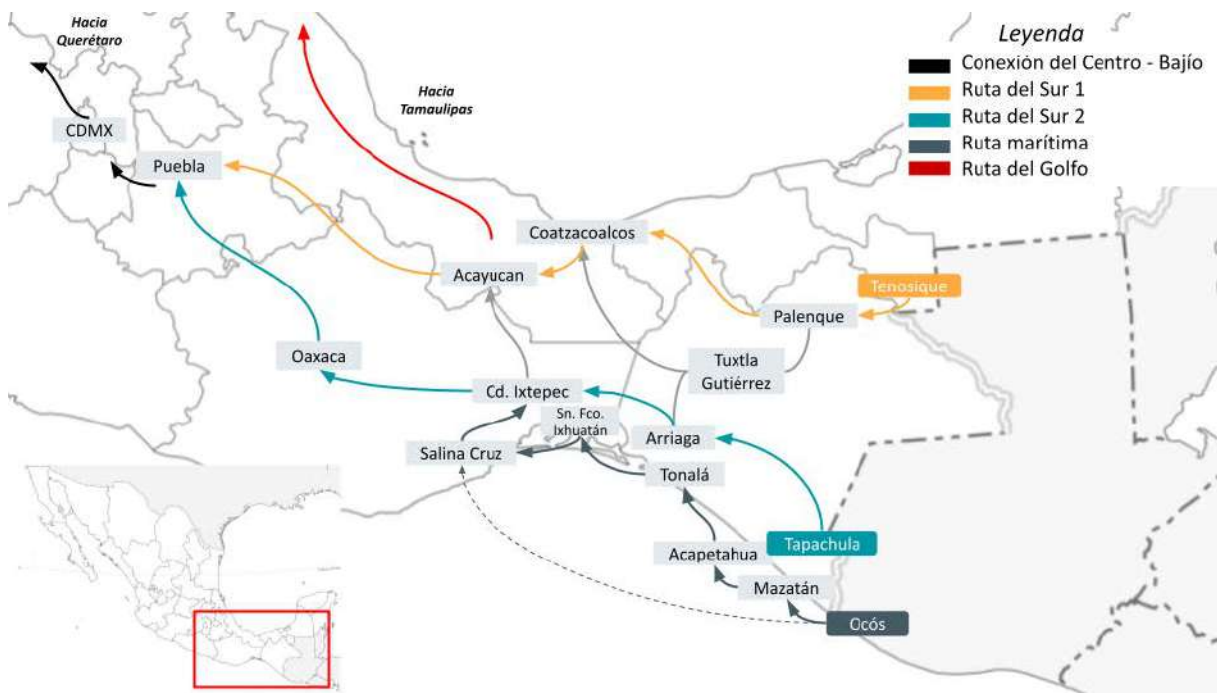 Hacia
Querétaro
Hacia
Tamaulipas
Leyenda
Conexión del Centro - Bajío
Ruta del Sur 1
Ruta del Sur 2
Ruta marítima
Ruta del Golfo
CDMX
Puebla
Coatzacoalcos
Acayucan
Tenosique
Palenque
Oaxaca
Tuxtla
Gutiérrez
Cd. Ixtepec
Sn. Fco.
Ixhuatán
Arriaga
Salina Cruz
Tonalá
Tapachula
Acapetahua
Mazatán
Ocós